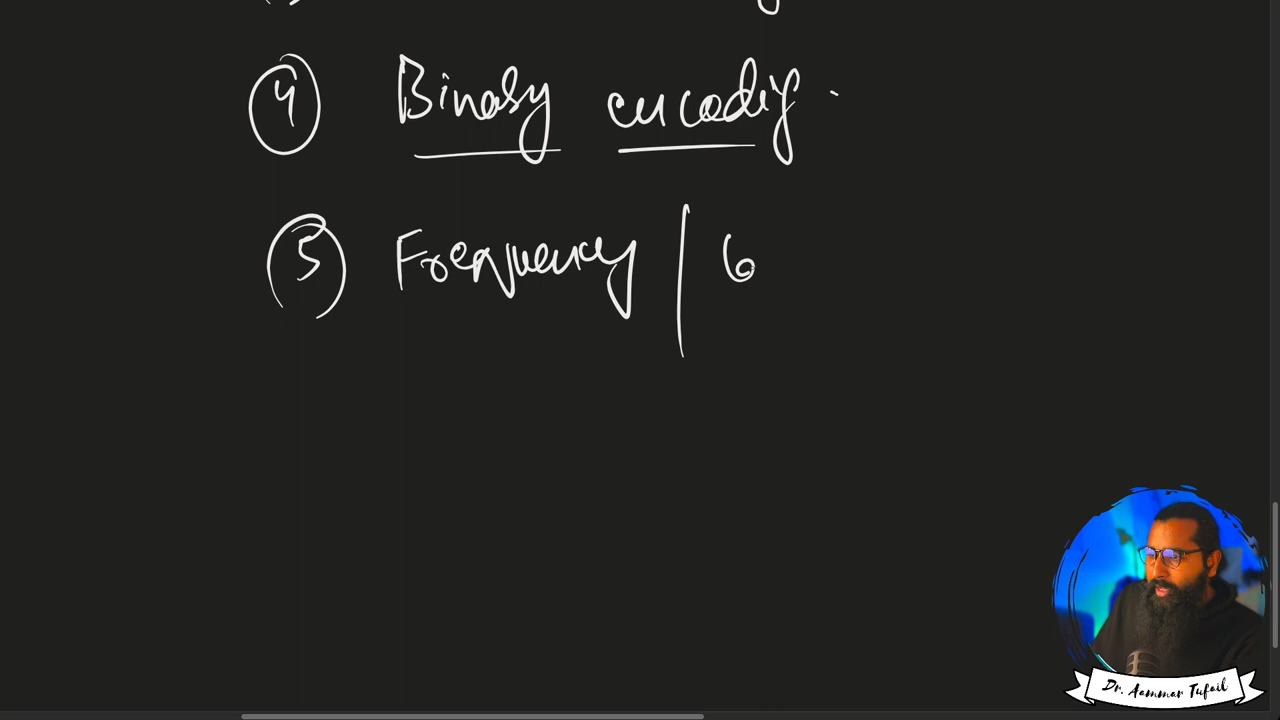 ④ Binary encoding.
⑤ Frequency | 6
Dr. Aammar Tufail